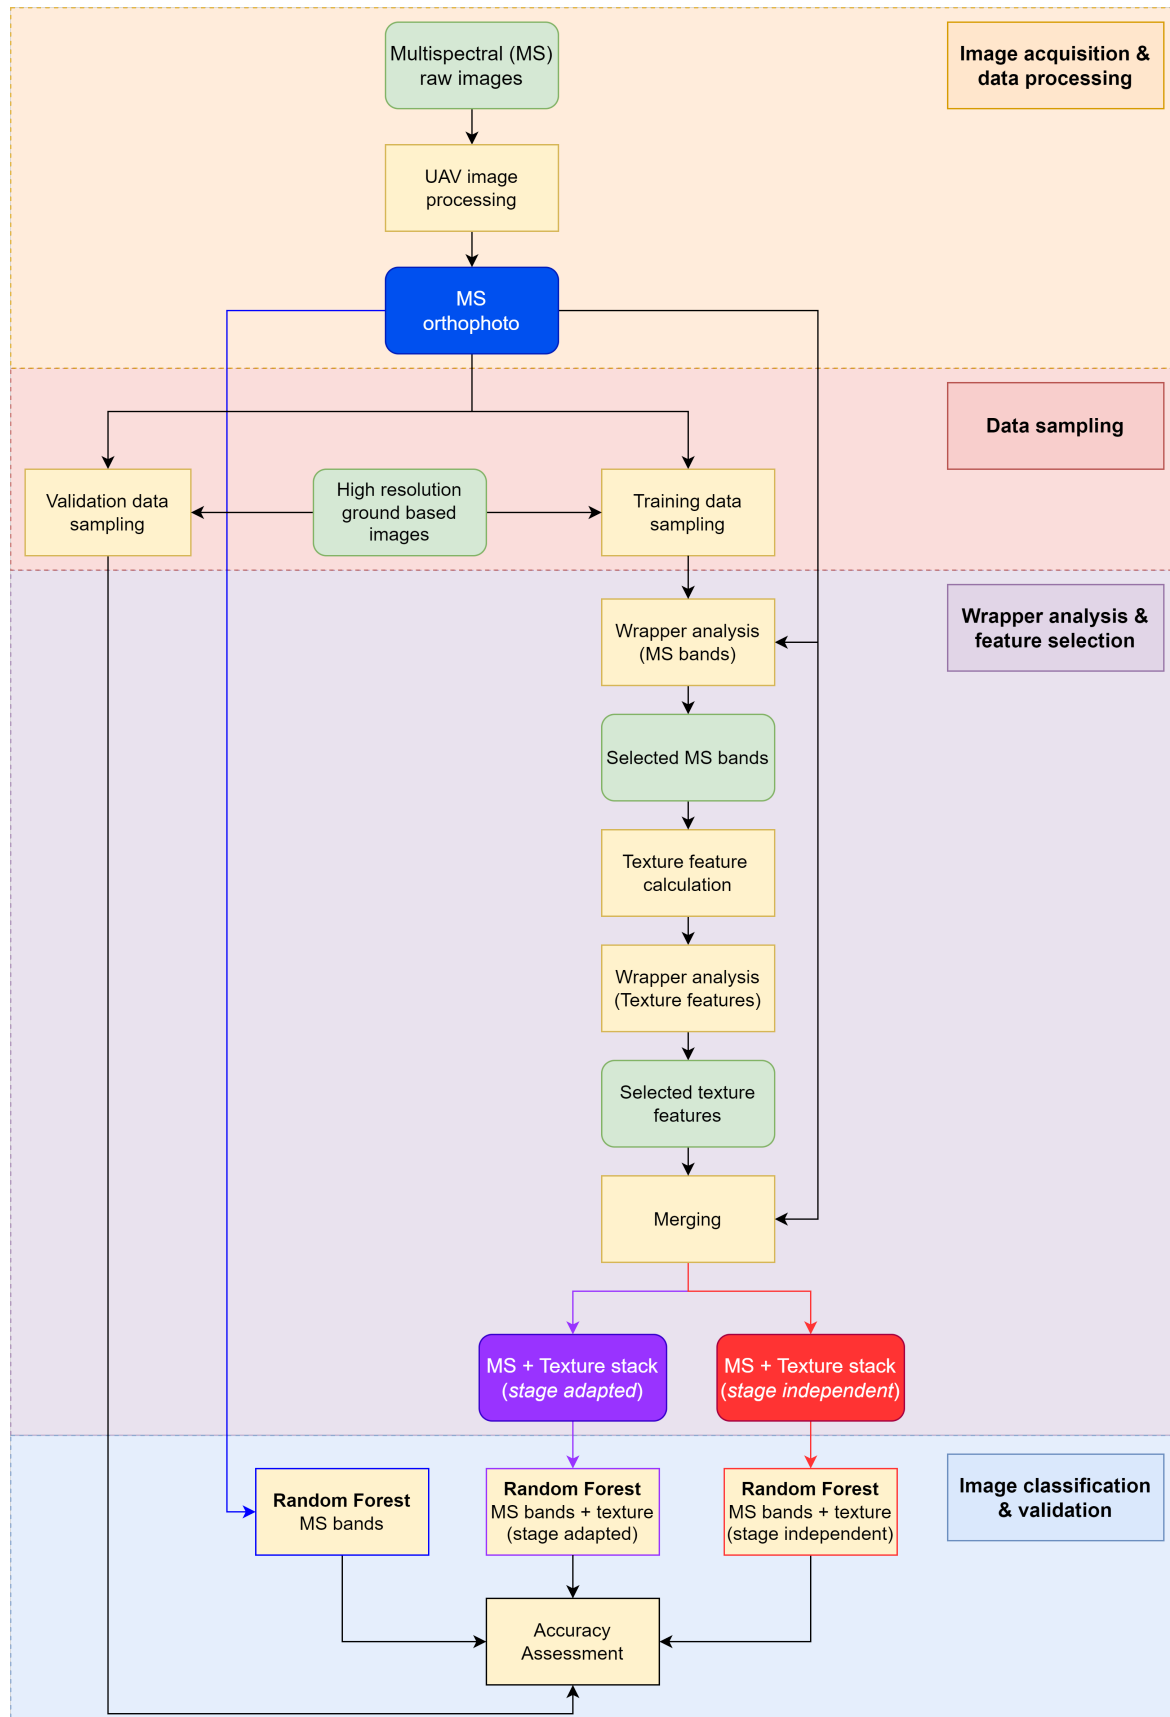 Multispectral (MS)
raw images
Image acquisition &
data processing
UAV image
processing
MS
orthophoto
Data sampling
Validation data
sampling
High resolution
ground based
images
Training data
sampling
Wrapper analysis &
feature selection
Wrapper analysis
(MS bands)
Selected MS bands
Texture feature
calculation
Wrapper analysis
(Texture features)
Selected texture
features
Merging
MS + Texture stack
(stage adapted)
MS + Texture stack
(stage independent)
Image classification
& validation
Random Forest
MS bands
Random Forest
MS bands + texture
(stage adapted)
Random Forest
MS bands + texture
(stage independent)
Accuracy
Assessment